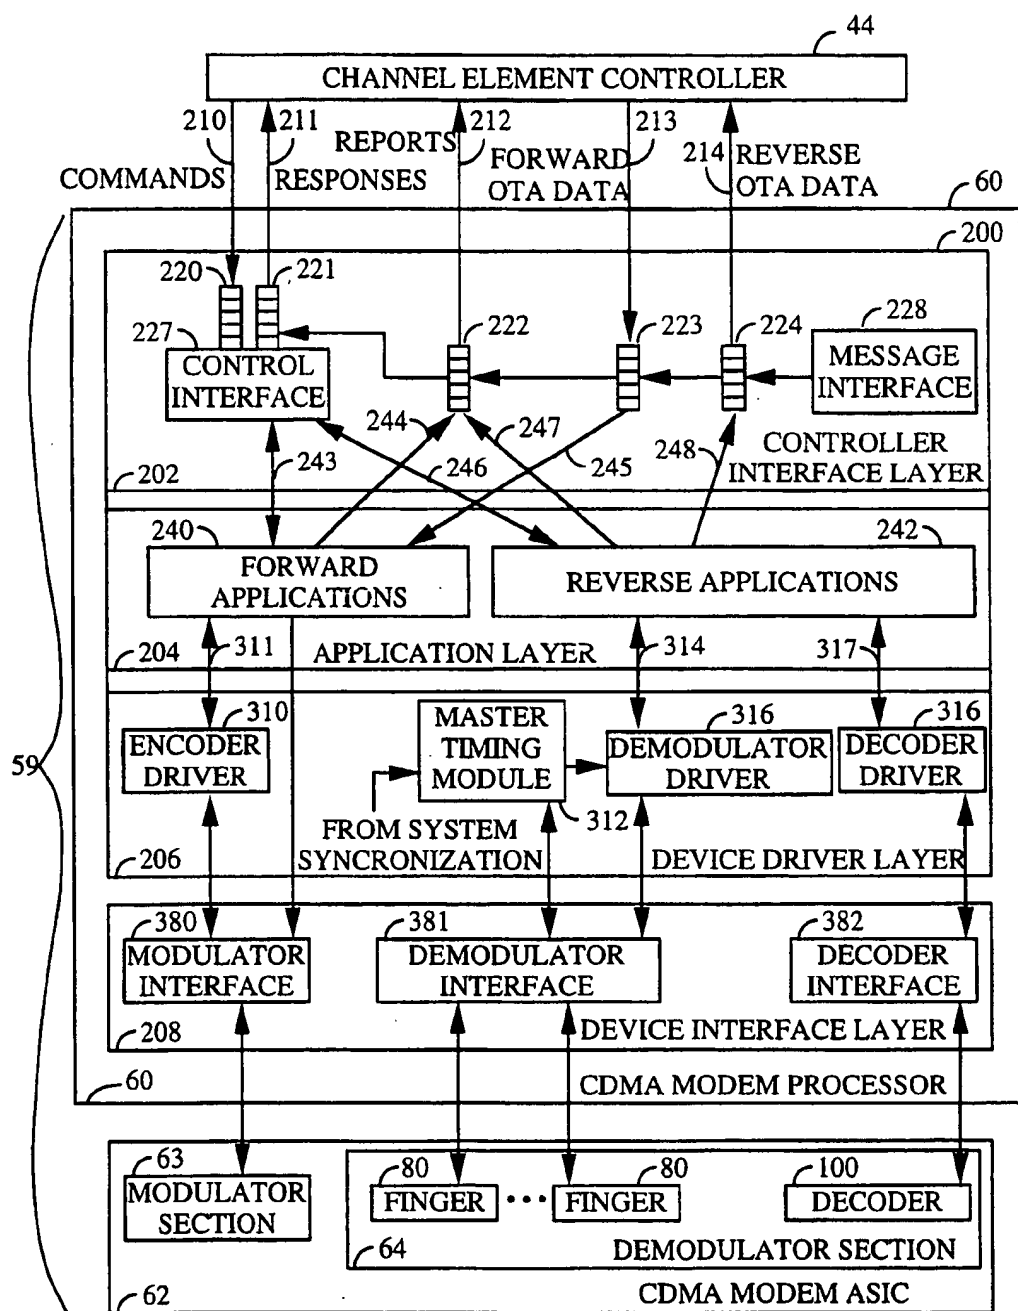 44
CHANNEL ELEMENT CONTROLLER
210
211
REPORTS
212
213
FORWARD
OTA DATA
214
REVERSE
OTA DATA
COMMANDS
RESPONSES
60
200
220
221
222
223
224
228
227
CONTROL
INTERFACE
MESSAGE
INTERFACE
244
247
243
246
245
248
CONTROLLER
INTERFACE LAYER
202
240
242
FORWARD
APPLICATIONS
REVERSE APPLICATIONS
311
314
317
204
APPLICATION LAYER
310
ENCODER
DRIVER
MASTER
TIMING
MODULE
316
DEMODULATOR
DRIVER
316
DECODER
DRIVER
59
312
FROM SYSTEM
SYNCRONIZATION
206
DEVICE DRIVER LAYER
380
381
382
MODULATOR
INTERFACE
DEMODULATOR
INTERFACE
DECODER
INTERFACE
208
DEVICE INTERFACE LAYER
60
CDMA MODEM PROCESSOR
63
MODULATOR
SECTION
80
FINGER
80
FINGER
100
DECODER
64
DEMODULATOR SECTION
62
CDMA MODEM ASIC